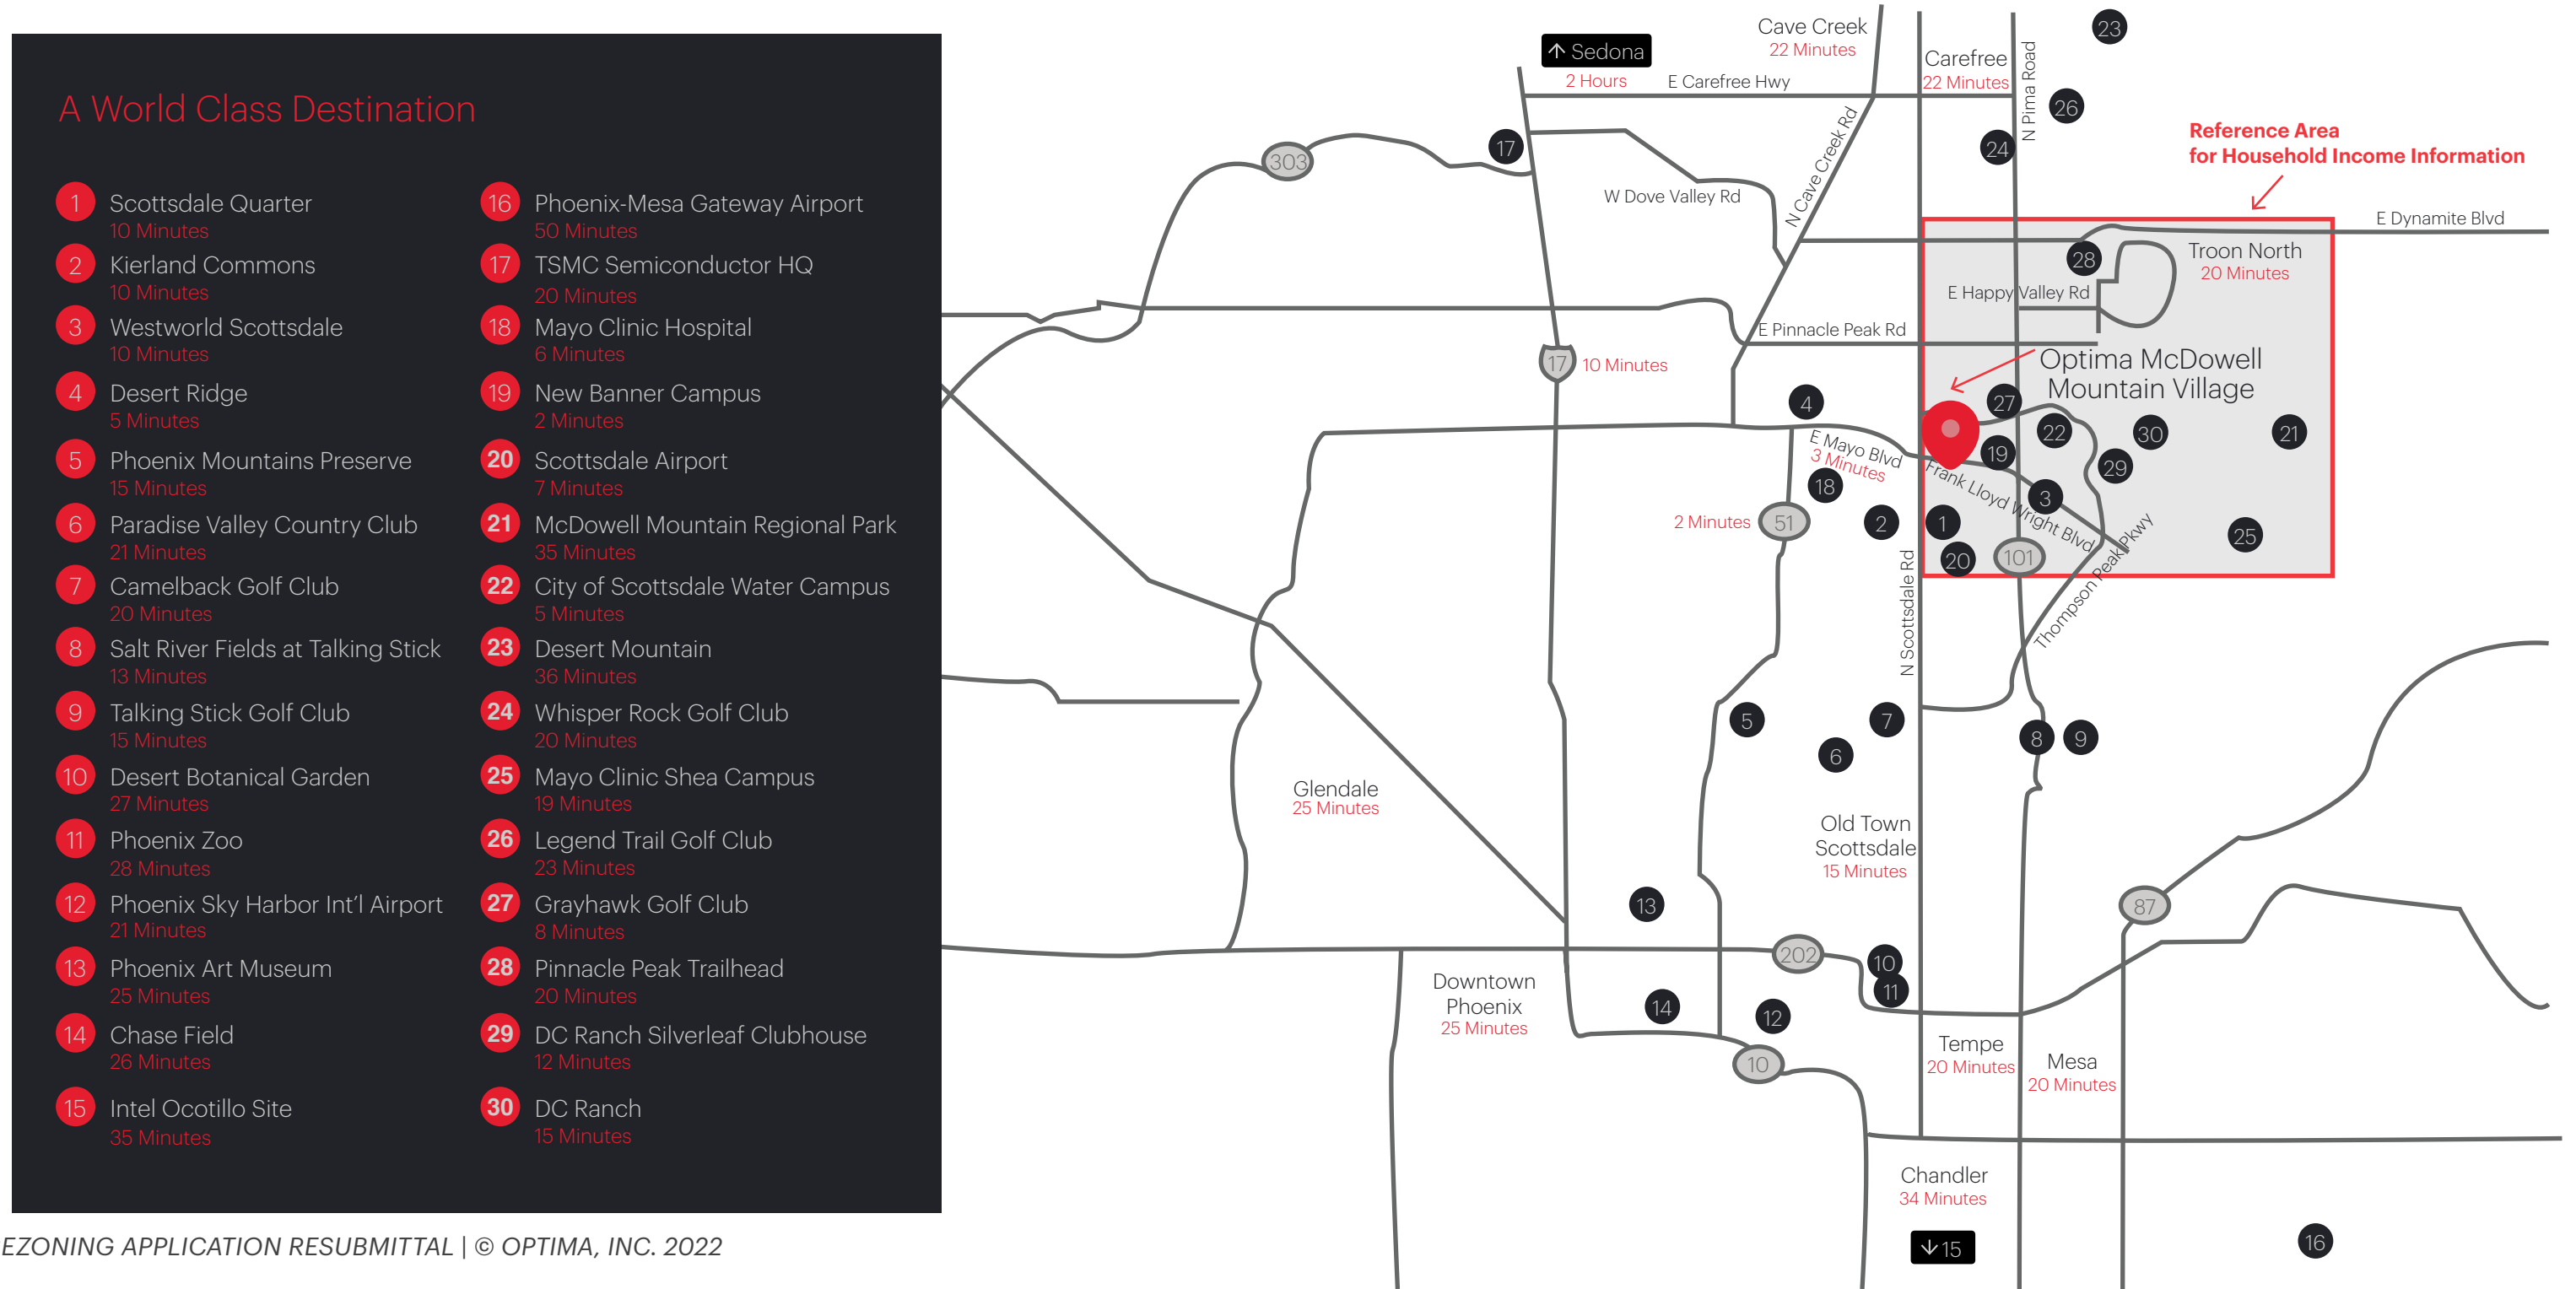 A World Class Destination
1 Scottsdale Quarter
10 Minutes
2 Kierland Commons
10 Minutes
3 Westworld Scottsdale
10 Minutes
4 Desert Ridge
5 Minutes
5 Phoenix Mountains Preserve
15 Minutes
6 Paradise Valley Country Club
21 Minutes
7 Camelback Golf Club
20 Minutes
8 Salt River Fields at Talking Stick
13 Minutes
9 Talking Stick Golf Club
15 Minutes
10 Desert Botanical Garden
27 Minutes
11 Phoenix Zoo
28 Minutes
12 Phoenix Sky Harbor Int’l Airport
21 Minutes
13 Phoenix Art Museum
25 Minutes
14 Chase Field
26 Minutes
15 Intel Ocotillo Site
35 Minutes
16 Phoenix-Mesa Gateway Airport
50 Minutes
17 TSMC Semiconductor HQ
20 Minutes
18 Mayo Clinic Hospital
6 Minutes
19 New Banner Campus
2 Minutes
20 Scottsdale Airport
7 Minutes
21 McDowell Mountain Regional Park
35 Minutes
22 City of Scottsdale Water Campus
5 Minutes
23 Desert Mountain
36 Minutes
24 Whisper Rock Golf Club
20 Minutes
25 Mayo Clinic Shea Campus
19 Minutes
26 Legend Trail Golf Club
23 Minutes
27 Grayhawk Golf Club
8 Minutes
28 Pinnacle Peak Trailhead
20 Minutes
29 DC Ranch Silverleaf Clubhouse
12 Minutes
30 DC Ranch
15 Minutes
EZONING APPLICATION RESUBMITTAL | © OPTIMA, INC. 2022
↑ Sedona
2 Hours
Cave Creek
22 Minutes
Carefree
22 Minutes
E Carefree Hwy
N Pima Road
23
26
24
17
303
N Cave Creek Rd
W Dove Valley Rd
Reference Area
for Household Income Information
E Dynamite Blvd
Troon North
20 Minutes
28
E Happy Valley Rd
E Pinnacle Peak Rd
17
10 Minutes
Optima McDowell
Mountain Village
4
27
22
30
21
19
29
E Mayo Blvd
3 Minutes
18
Frank Lloyd Wright Blvd
3
2 Minutes
51
2
1
25
20
101
N Scottsdale Rd
Thompson Peak Pkwy
5
7
6
8
9
Glendale
25 Minutes
Old Town
Scottsdale
15 Minutes
13
87
202
10
11
Downtown
Phoenix
25 Minutes
14
12
10
Tempe
20 Minutes
Mesa
20 Minutes
Chandler
34 Minutes
↓ 15
16